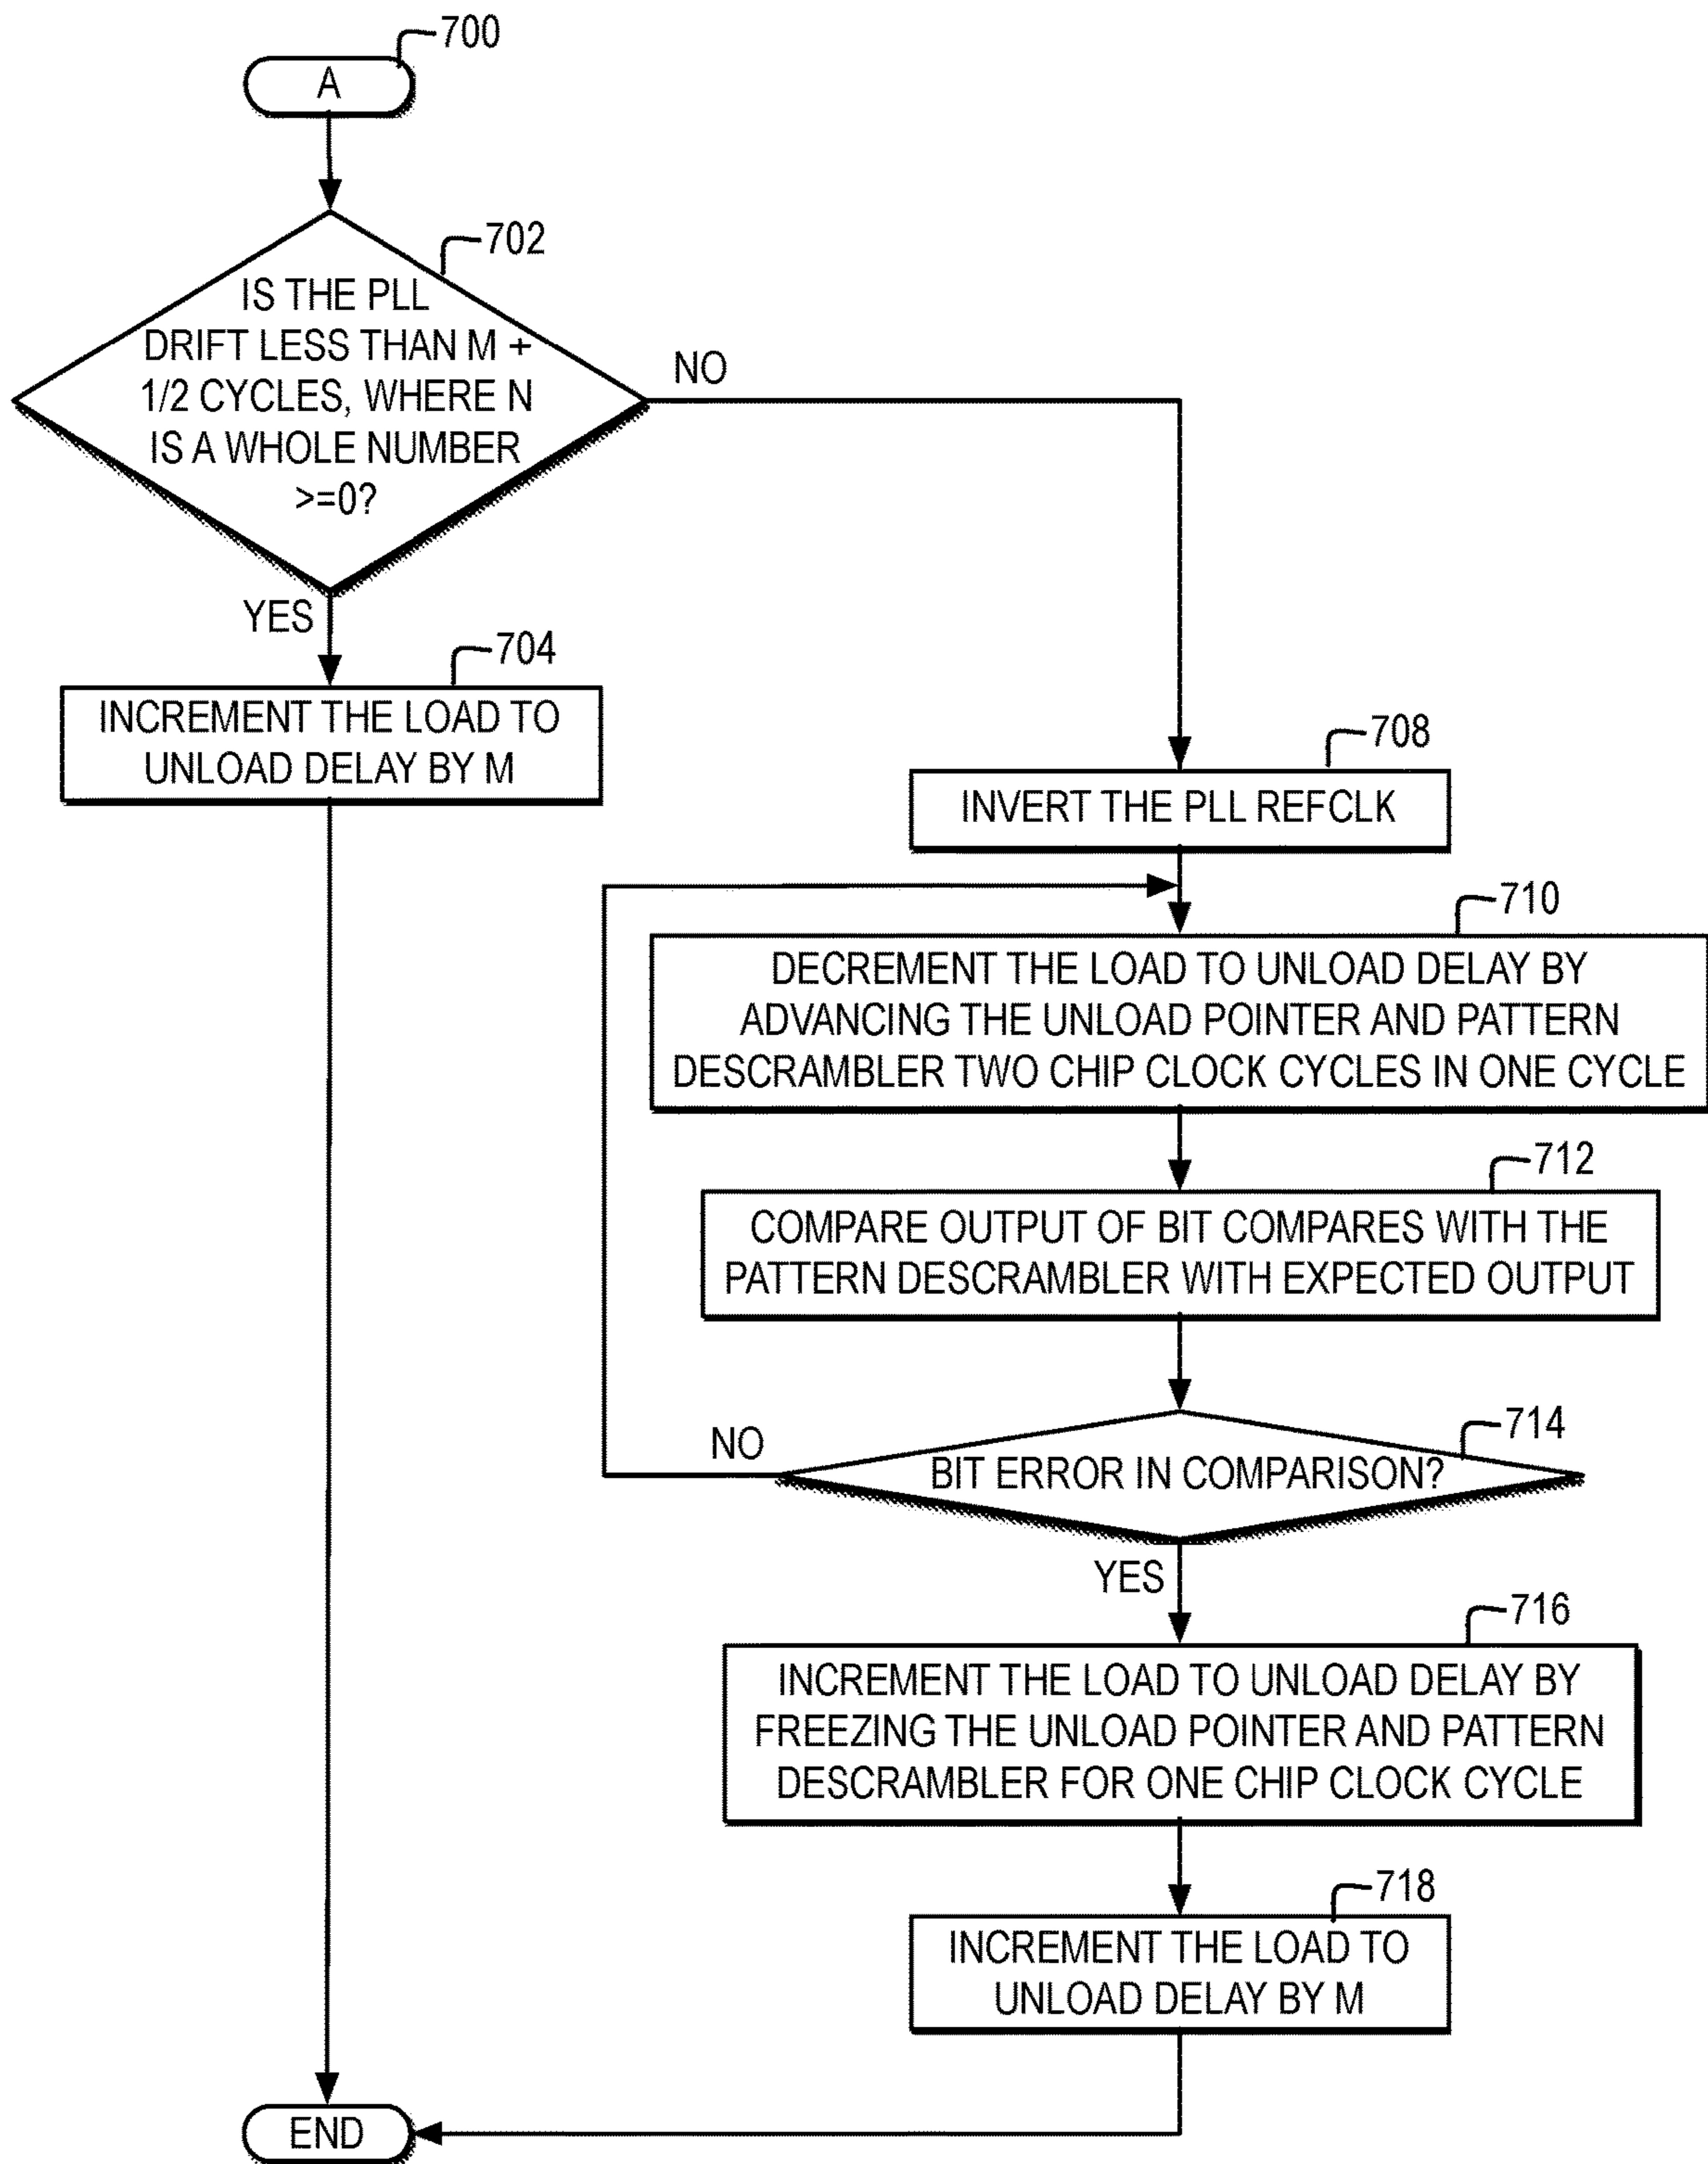 700
A
702
IS THE PLL
DRIFT LESS THAN M +
1/2 CYCLES, WHERE N
IS A WHOLE NUMBER
>=0?
NO
YES
704
INCREMENT THE LOAD TO
UNLOAD DELAY BY M
708
INVERT THE PLL REFCLK
710
DECREMENT THE LOAD TO UNLOAD DELAY BY
ADVANCING THE UNLOAD POINTER AND PATTERN
DESCRAMBLER TWO CHIP CLOCK CYCLES IN ONE CYCLE
712
COMPARE OUTPUT OF BIT COMPARES WITH THE
PATTERN DESCRAMBLER WITH EXPECTED OUTPUT
714
NO
BIT ERROR IN COMPARISON?
YES
716
INCREMENT THE LOAD TO UNLOAD DELAY BY
FREEZING THE UNLOAD POINTER AND PATTERN
DESCRAMBLER FOR ONE CHIP CLOCK CYCLE
718
INCREMENT THE LOAD TO
UNLOAD DELAY BY M
END